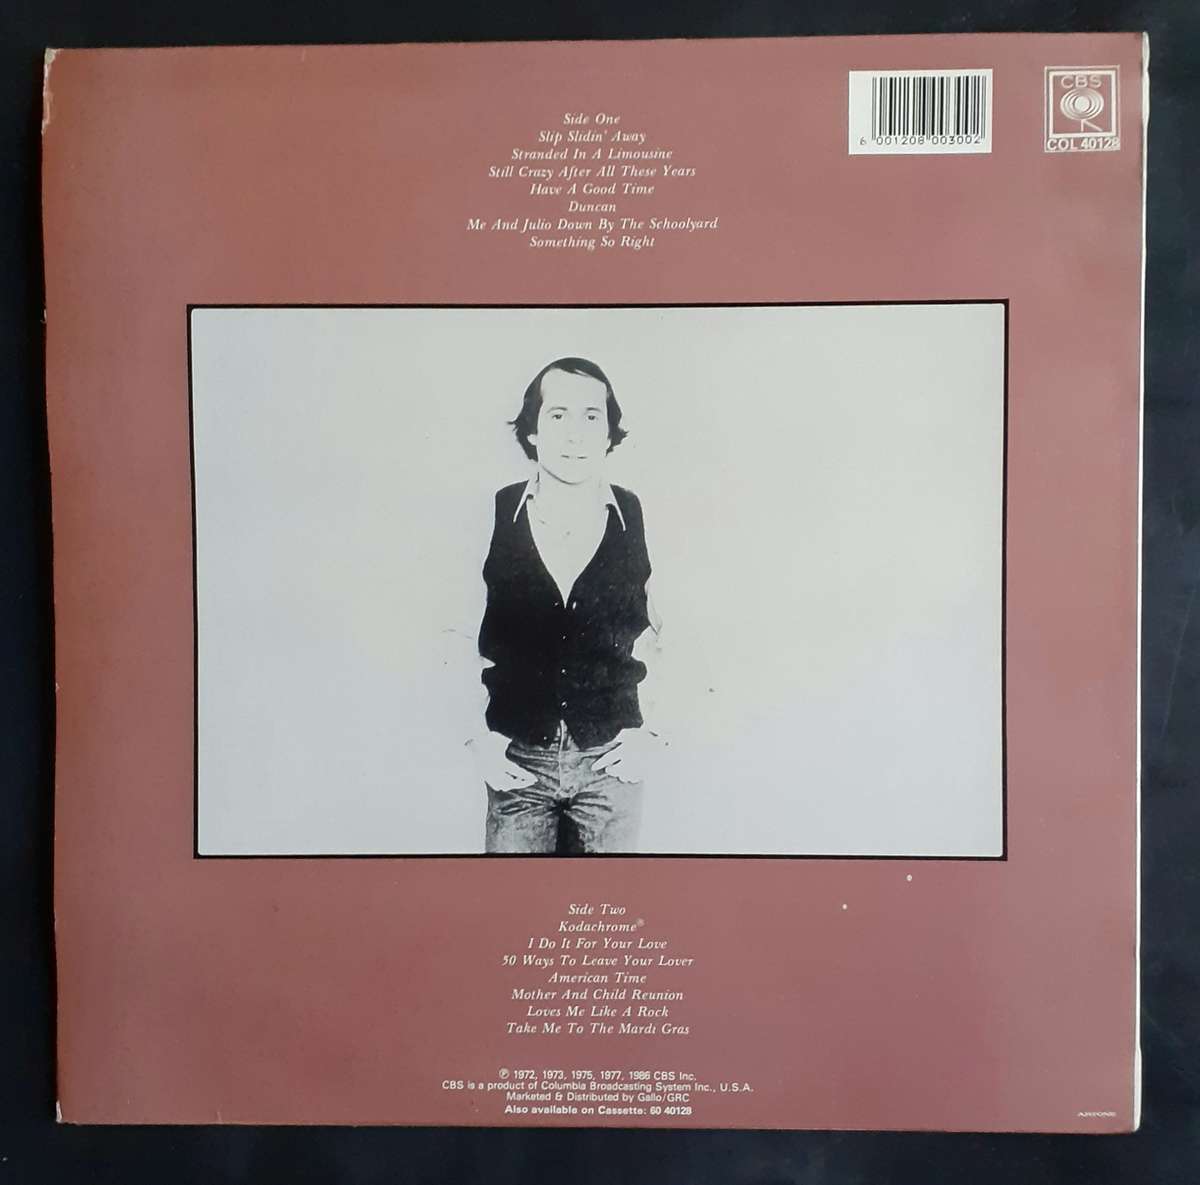 CBS
COL 40128
6 001208 003002
Side One
Slip Slidin' Away
Stranded In A Limousine
Still Crazy After All These Years
Have A Good Time
Duncan
Me And Julio Down By The Schoolyard
Something So Right
Side Two
Kodachrome®
I Do It For Your Love
50 Ways To Leave Your Lover
American Time
Mother And Child Reunion
Loves Me Like A Rock
Take Me To The Mardi Gras
℗ 1972, 1973, 1975, 1977, 1986 CBS Inc.
CBS is a product of Columbia Broadcasting System Inc., U.S.A.
Marketed & Distributed by Gallo/GRC
Also available on Cassette: 60 40128
ARTONE